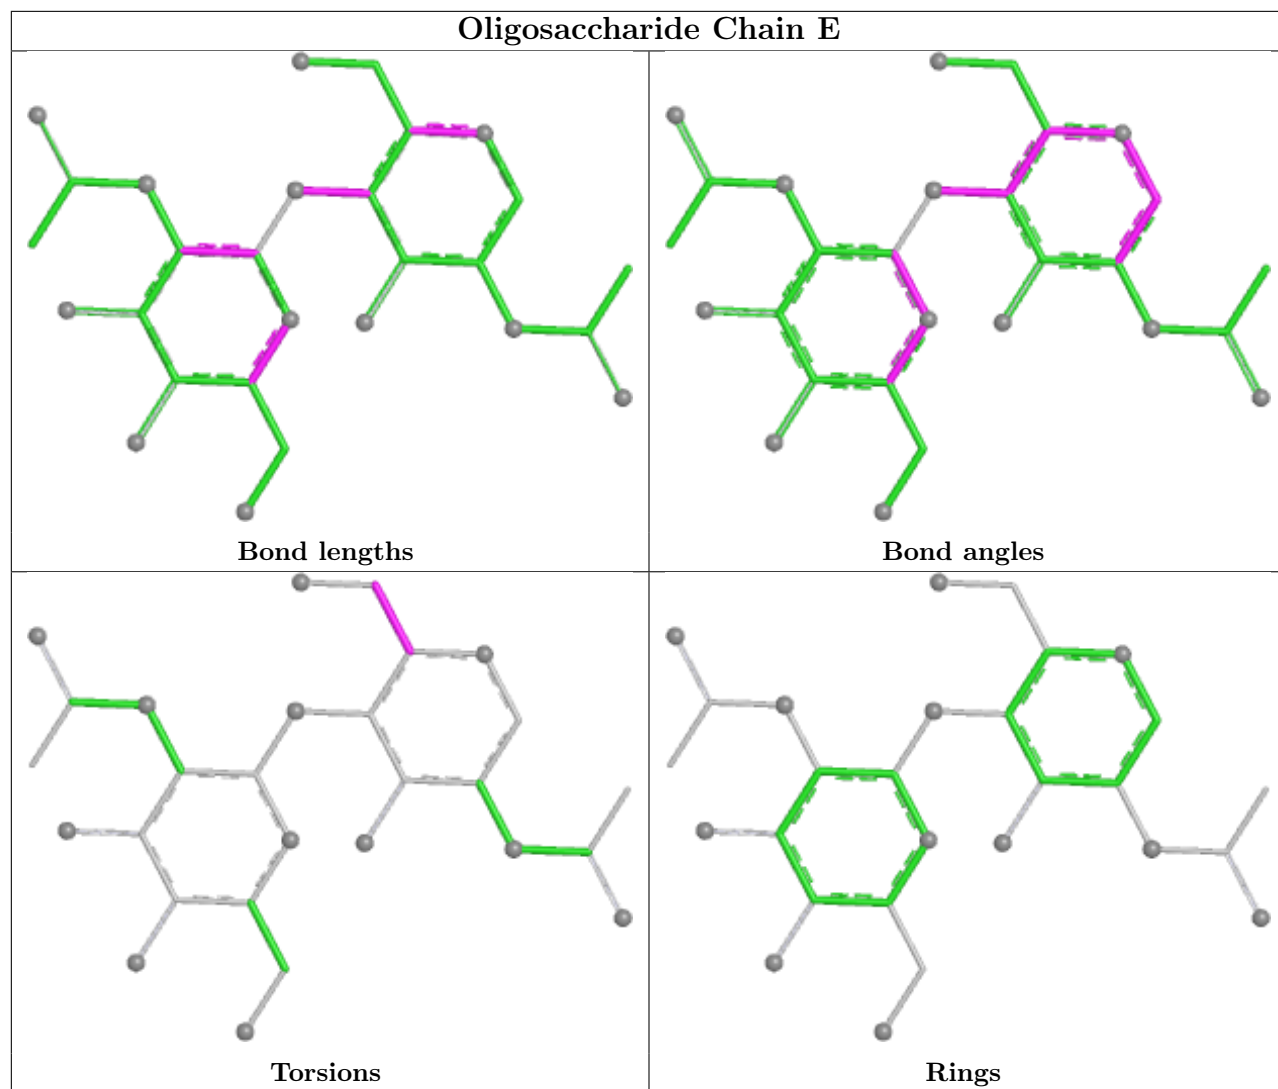 Oligosaccharide Chain E
Bond lengths
Bond angles
Torsions
Rings